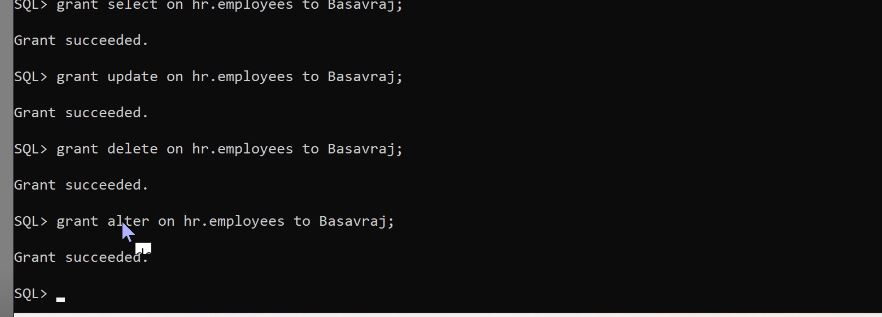 SQL> grant select on hr.employees to Basavraj;
Grant succeeded.
SQL> grant update on hr.employees to Basavraj;
Grant succeeded.
SQL> grant delete on hr.employees to Basavraj;
Grant succeeded.
SQL> grant alter on hr.employees to Basavraj;
Grant succeeded.
SQL>